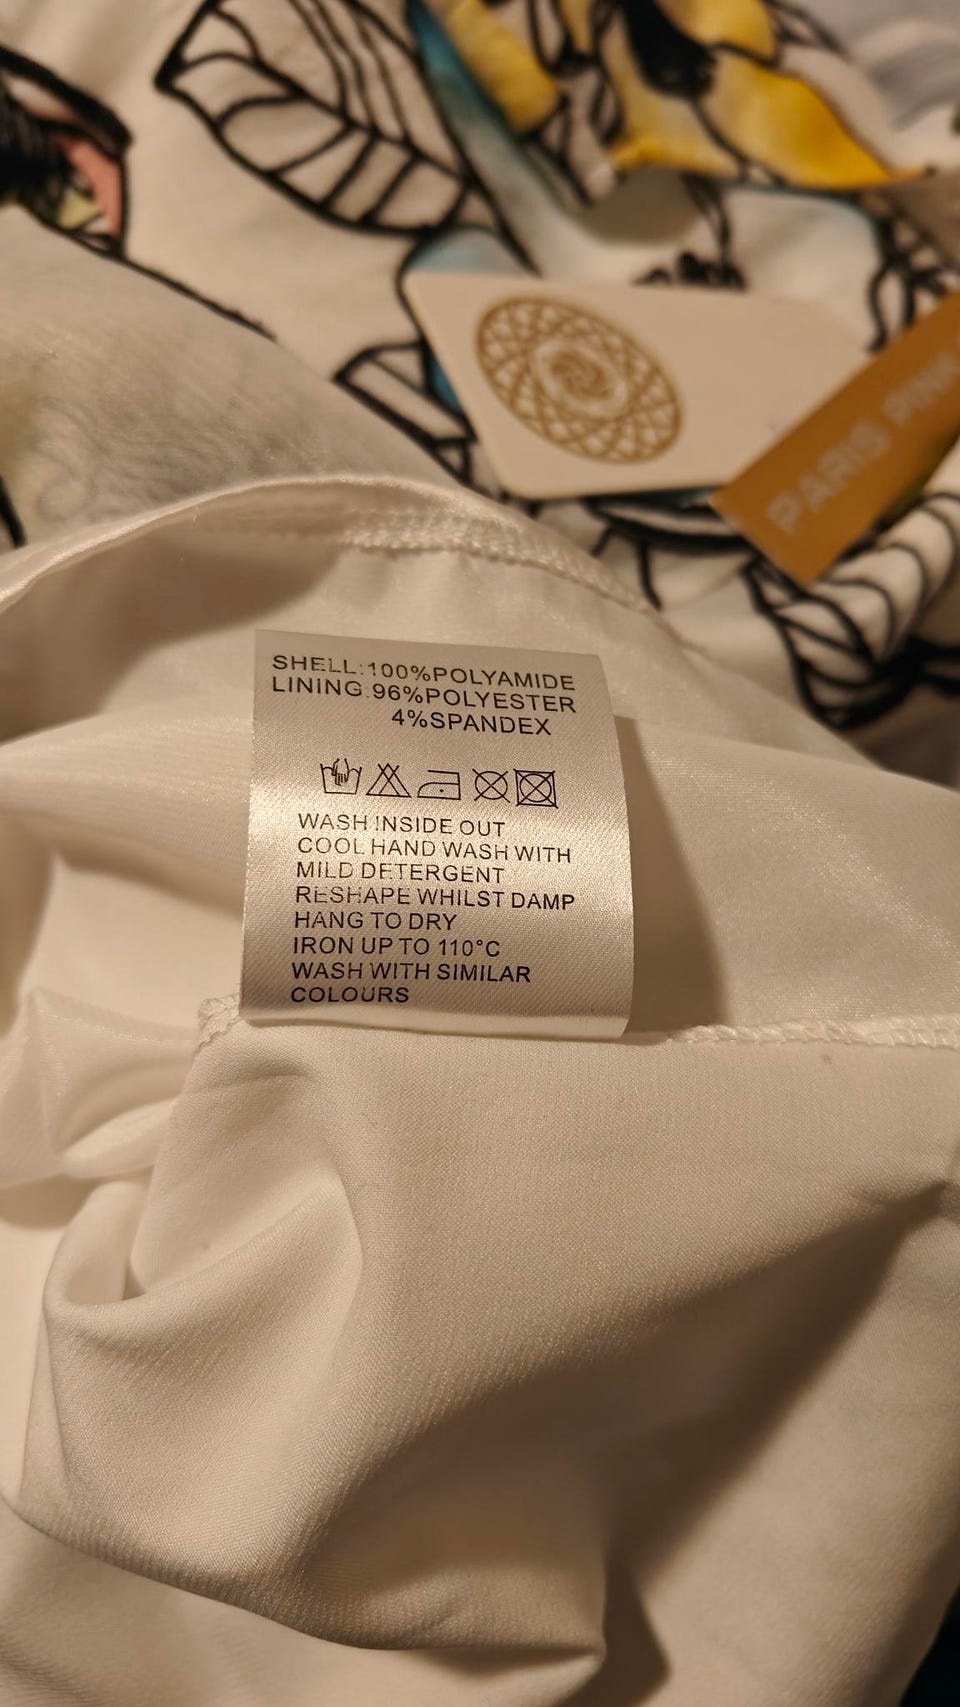 PARIS PINK
SHELL:100%POLYAMIDE
LINING:96%POLYESTER
4%SPANDEX
WASH INSIDE OUT
COOL HAND WASH WITH
MILD DETERGENT
RESHAPE WHILST DAMP
HANG TO DRY
IRON UP TO 110°C
WASH WITH SIMILAR
COLOURS